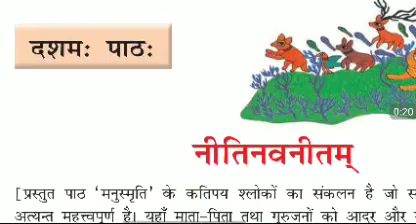 दशमः पाठः
0:20
नीतिनवनीतम्
[प्रस्तुत पाठ 'मनुस्मृति' के कतिपय श्लोकों का संकलन है जो
अत्यन्त महत्त्वपूर्ण है। यहाँ माता-पिता तथा गुरुजनों को आदर और